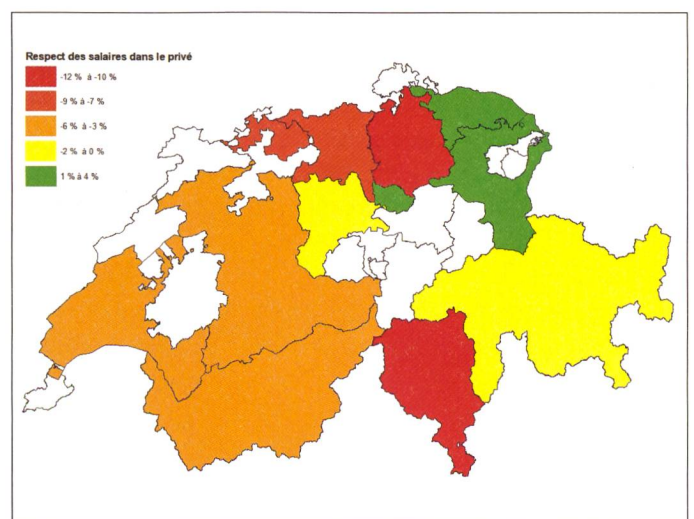 Respect des salaires dans le privé
-12 % à -10 %
-9 % à -7 %
-6 % à -3 %
-2 % à 0 %
1 % à 4 %